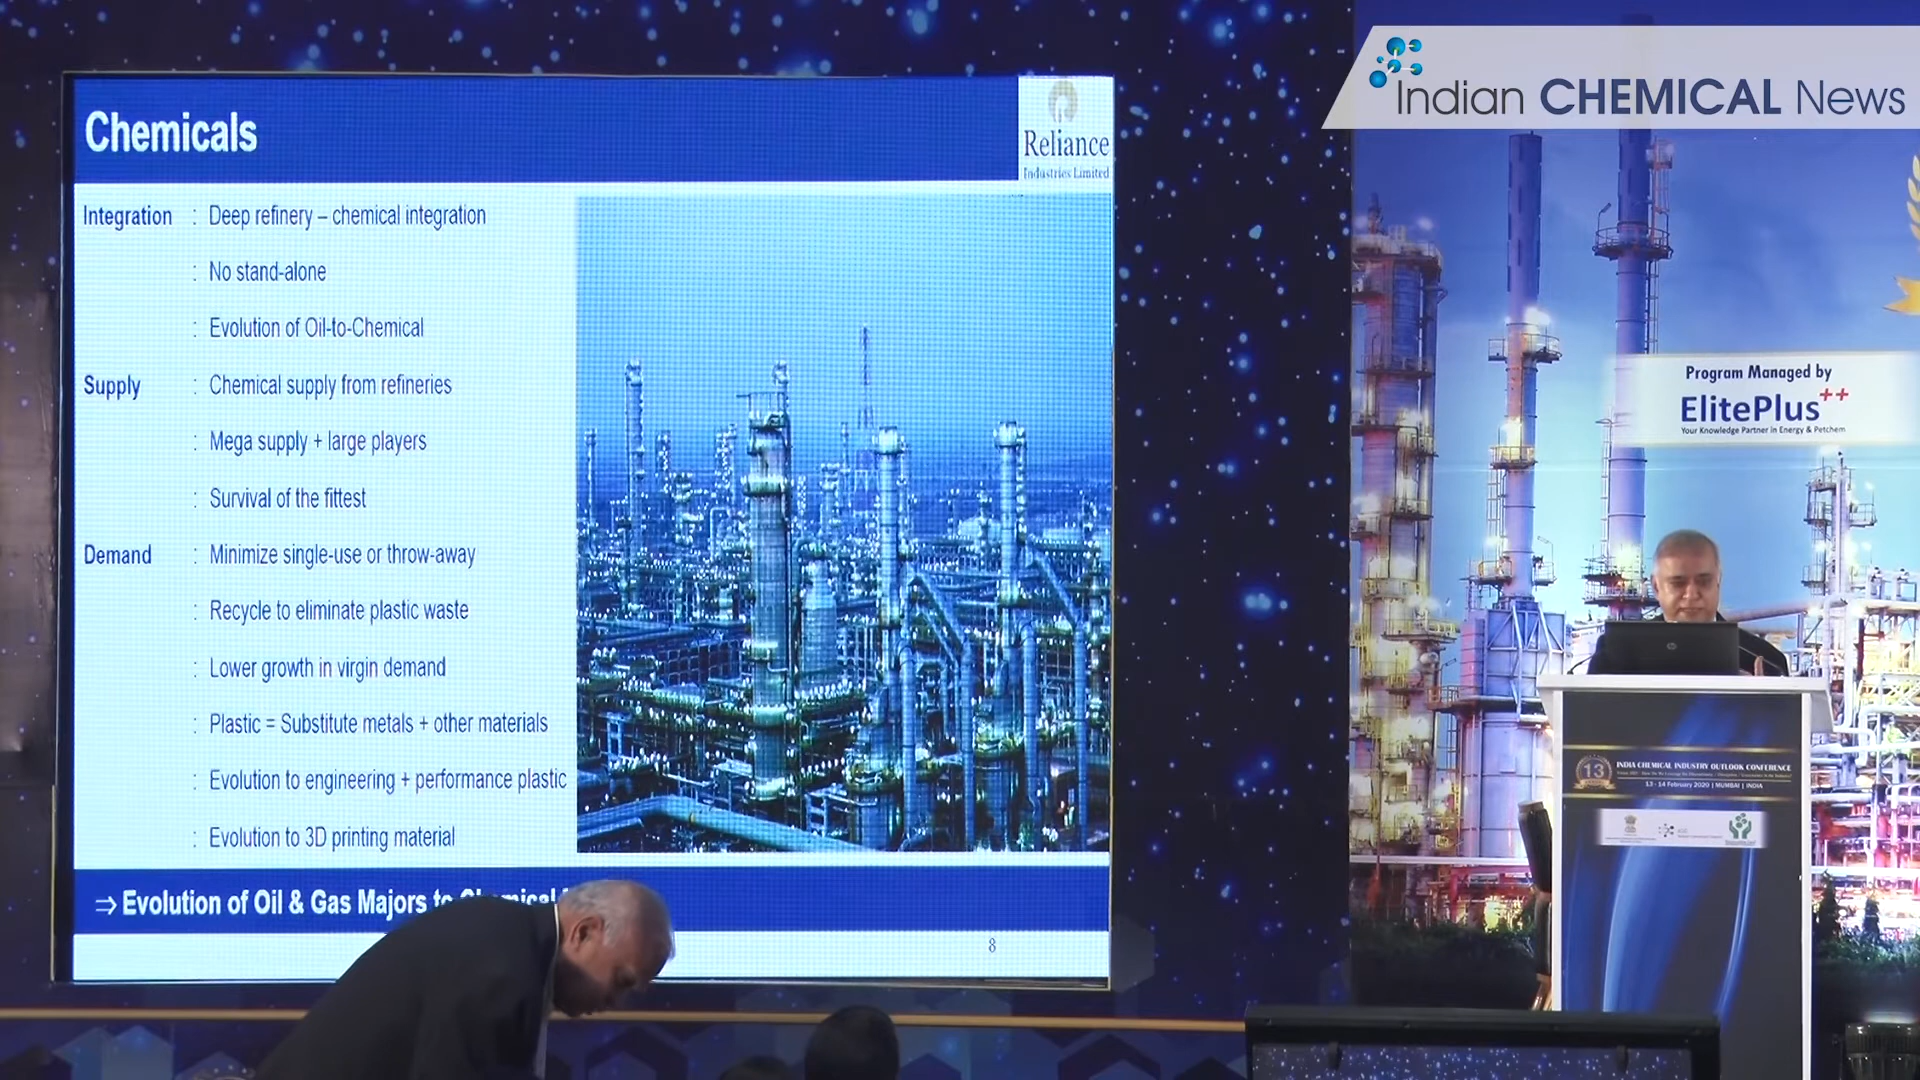 Chemicals
Reliance
Industries Limited
Integration : Deep refinery – chemical integration
: No stand-alone
: Evolution of Oil-to-Chemical
Supply : Chemical supply from refineries
: Mega supply + large players
: Survival of the fittest
Demand : Minimize single-use or throw-away
: Recycle to eliminate plastic waste
: Lower growth in virgin demand
: Plastic = Substitute metals + other materials
: Evolution to engineering + performance plastic
: Evolution to 3D printing material
⇒ Evolution of Oil & Gas Majors to Chemical
8
Indian CHEMICAL News
Program Managed by
ElitePlus++
Your Knowledge Partner in Energy & Petchem
hp
13
INDIA CHEMICAL INDUSTRY OUTLOOK CONFERENCE
13 - 14 February 2020 | MUMBAI | INDIA